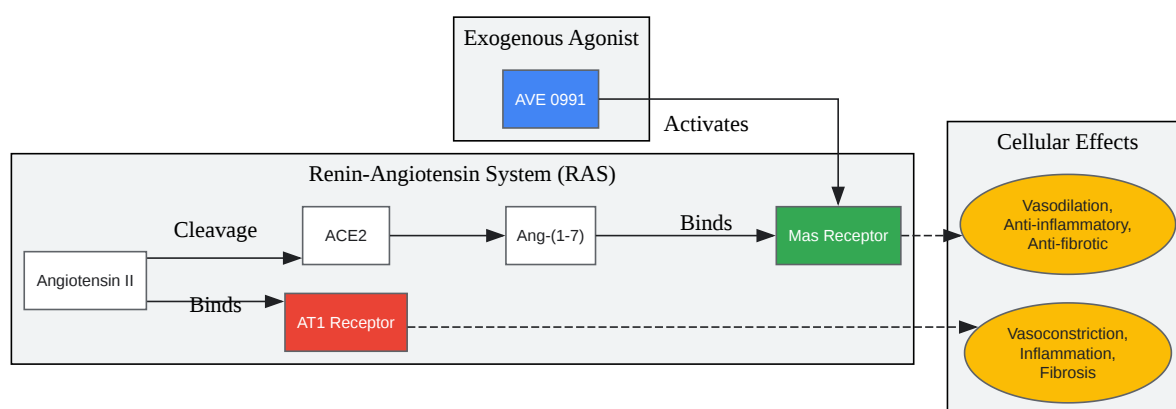 Exogenous Agonist
AVE 0991
Activates
Cellular Effects
Renin-Angiotensin System (RAS)
Vasodilation,
Anti-inflammatory,
Anti-fibrotic
Cleavage
ACE2
Ang-(1-7)
Binds
Mas Receptor
Angiotensin II
Binds
AT1 Receptor
Vasoconstriction,
Inflammation,
Fibrosis